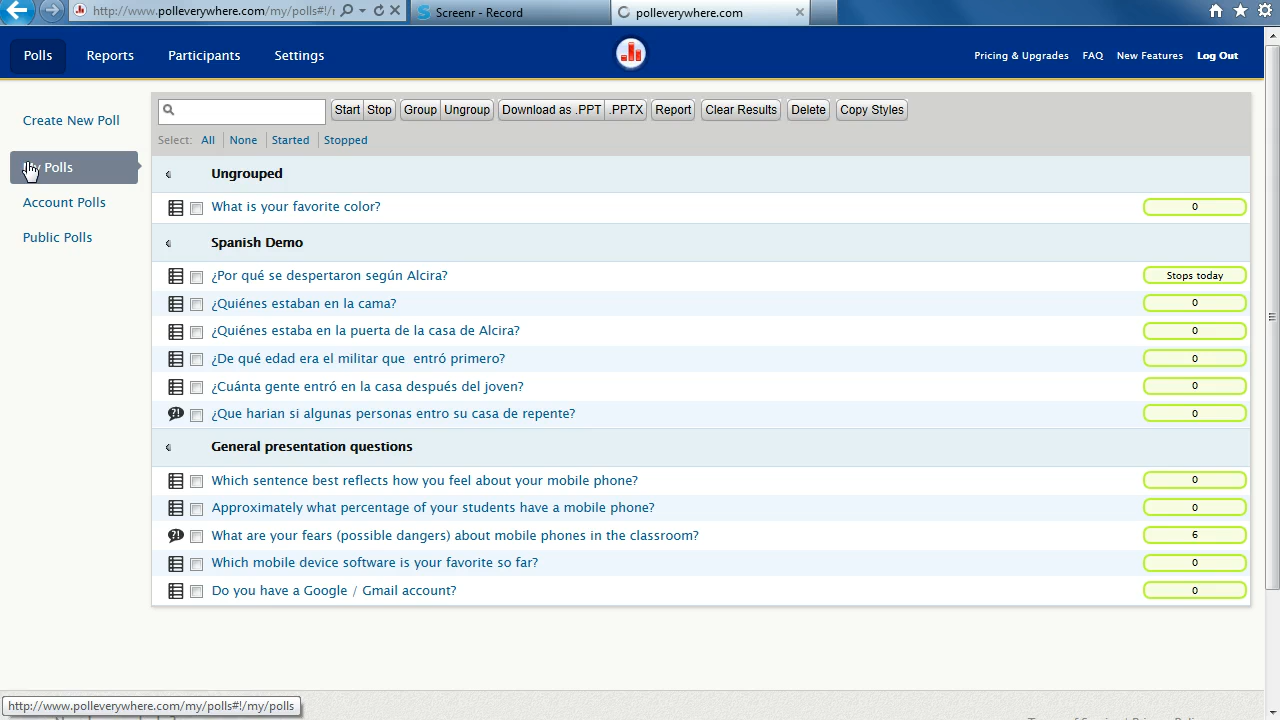 http://www.polleverywhere.com/my/polls#!/r
Screenr - Record
polleverywhere.com
Polls
Reports
Participants
Settings
Pricing & Upgrades
FAQ
New Features
Log Out
Create New Poll
My Polls
Account Polls
Public Polls
Start Stop Group Ungroup Download as .PPT .PPTX Report Clear Results Delete Copy Styles
Select: All None Started Stopped
Ungrouped
What is your favorite color? 0
Spanish Demo
¿Por qué se despertaron según Alcira? Stops today
¿Quiénes estaban en la cama? 0
¿Quiénes estaba en la puerta de la casa de Alcira? 0
¿De qué edad era el militar que entró primero? 0
¿Cuánta gente entró en la casa después del joven? 0
¿Que harian si algunas personas entro su casa de repente? 0
General presentation questions
Which sentence best reflects how you feel about your mobile phone? 0
Approximately what percentage of your students have a mobile phone? 0
What are your fears (possible dangers) about mobile phones in the classroom? 6
Which mobile device software is your favorite so far? 0
Do you have a Google / Gmail account? 0
http://www.polleverywhere.com/my/polls#!/my/polls